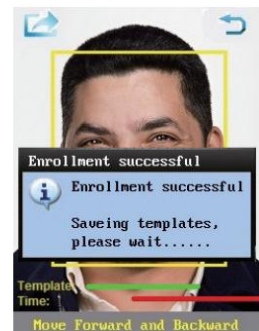 Enrollment successful
Enrollment successful
Saveing templates,
please wait......
Template
Time:
Move Forward and Backward